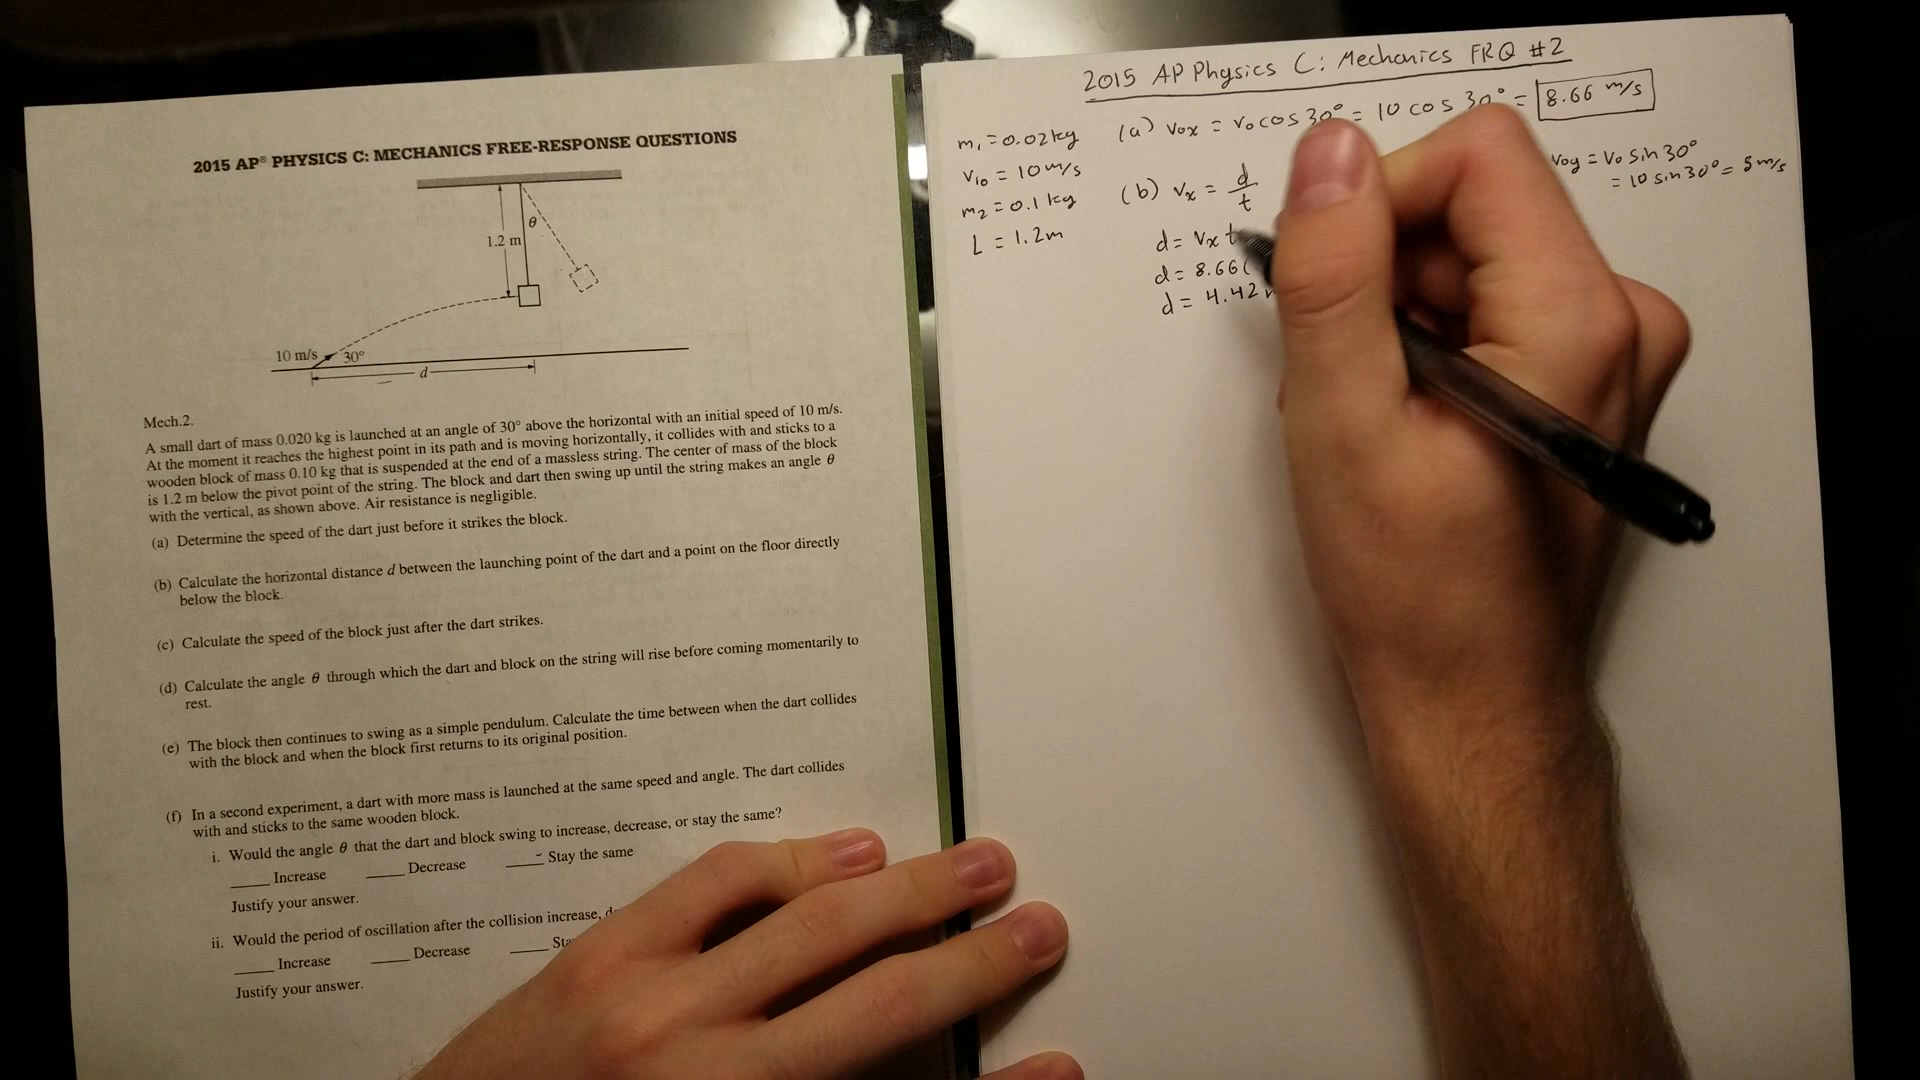 2015 AP® PHYSICS C: MECHANICS FREE-RESPONSE QUESTIONS
θ
1.2 m
10 m/s
30°
d
Mech.2.
A small dart of mass 0.020 kg is launched at an angle of 30° above the horizontal with an initial speed of 10 m/s.
At the moment it reaches the highest point in its path and is moving horizontally, it collides with and sticks to a
wooden block of mass 0.10 kg that is suspended at the end of a massless string. The center of mass of the block
is 1.2 m below the pivot point of the string. The block and dart then swing up until the string makes an angle θ
with the vertical, as shown above. Air resistance is negligible.
(a) Determine the speed of the dart just before it strikes the block.
(b) Calculate the horizontal distance d between the launching point of the dart and a point on the floor directly
below the block.
(c) Calculate the speed of the block just after the dart strikes.
(d) Calculate the angle θ through which the dart and block on the string will rise before coming momentarily to
rest.
(e) The block then continues to swing as a simple pendulum. Calculate the time between when the dart collides
with the block and when the block first returns to its original position.
(f) In a second experiment, a dart with more mass is launched at the same speed and angle. The dart collides
with and sticks to the same wooden block.
i. Would the angle θ that the dart and block swing to increase, decrease, or stay the same?
____ Increase ____ Decrease ____ Stay the same
Justify your answer.
ii. Would the period of oscillation after the collision increase,
____ Increase ____ Decrease ____
Justify your answer.
2015 AP Physics C: Mechanics FRQ #2
m₁ = 0.02 kg
v₁₀ = 10 m/s
m₂ = 0.1 kg
L = 1.2 m
(a) v₀x = v₀ cos 30° = 10 cos 30° = 8.66 m/s
(b) vx = d/t
d = vx t
d = 8.66(
d = 4.42
v₀y = v₀ sin 30°
= 10 sin 30° = 5 m/s